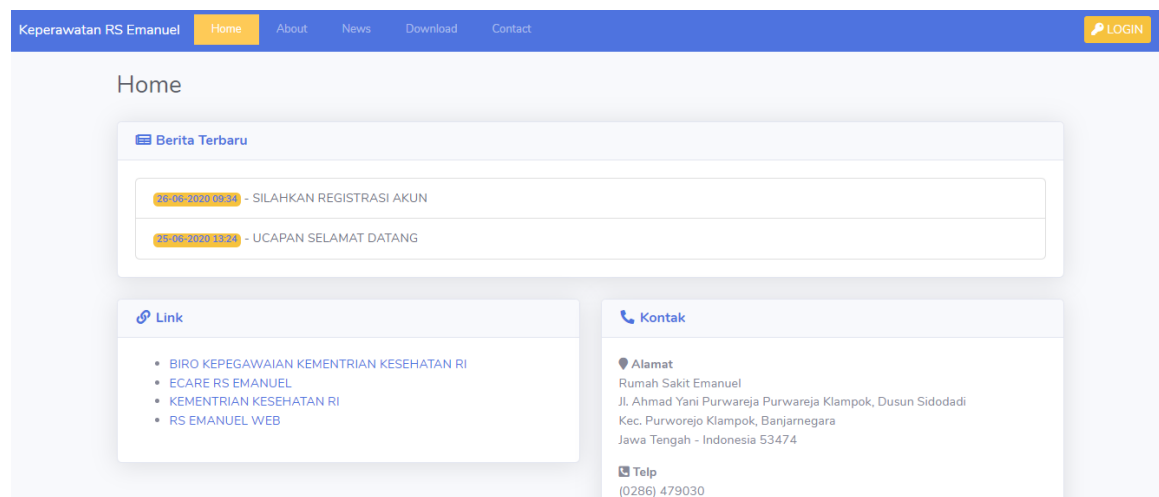 Keperawatan RS Emanuel Home About News Download Contact LOGIN
Home
Berita Terbaru
26-06-2020 09:34 - SILAHKAN REGISTRASI AKUN
25-06-2020 13:24 - UCAPAN SELAMAT DATANG
Link
BIRO KEPEGAWAIAN KEMENTRIAN KESEHATAN RI
ECARE RS EMANUEL
KEMENTRIAN KESEHATAN RI
RS EMANUEL WEB
Kontak
Alamat
Rumah Sakit Emanuel
Jl. Ahmad Yani Purwareja Purwareja Klampok, Dusun Sidodadi
Kec. Purworejo Klampok, Banjarnegara
Jawa Tengah - Indonesia 53474
Telp
(0286) 479030